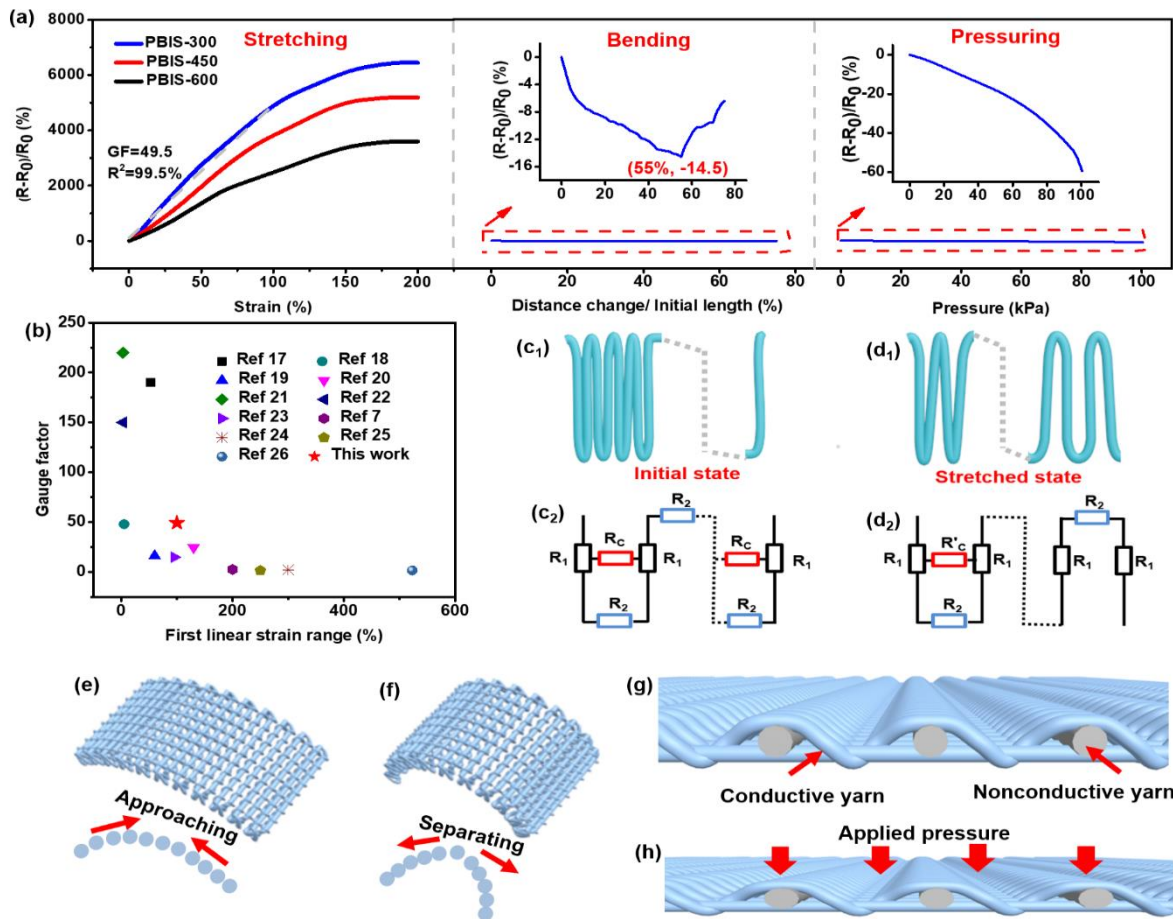 (a)
8000
6000
4000
2000
0
(R-R0)/R0 (%)
PBIS-300
PBIS-450
PBIS-600
Stretching
GF=49.5
R²=99.5%
0 50 100 150 200
Strain (%)
Bending
0
-4
-8
-12
-16
(R-R0)/R0 (%)
(55%, -14.5)
0 20 40 60 80
0 20 40 60 80
Distance change/ Initial length (%)
Pressuring
0
-20
-40
-60
(R-R0)/R0 (%)
0 20 40 60 80 100
0 20 40 60 80 100
Pressure (kPa)
(b)
250
200
150
100
50
0
Gauge factor
Ref 17 Ref 18
Ref 19 Ref 20
Ref 21 Ref 22
Ref 23 Ref 7
Ref 24 Ref 25
Ref 26 This work
0 200 400 600
First linear strain range (%)
(c1)
Initial state
(d1)
Stretched state
(c2)
R2
R1 RC R1 RC R1
R2 R2
(d2)
R2
R1 R'C R1 R1 R1
R2
(e)
Approaching
(f)
Separating
(g)
Conductive yarn Nonconductive yarn
Applied pressure
(h)